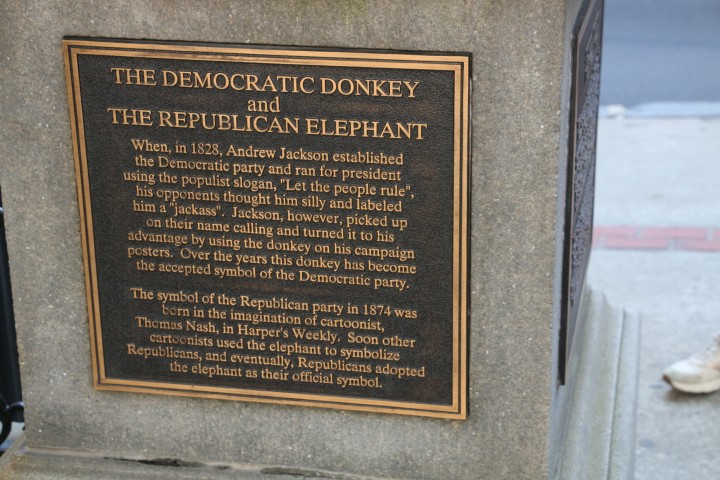 THE DEMOCRATIC DONKEY
and
THE REPUBLICAN ELEPHANT
When, in 1828, Andrew Jackson established
the Democratic party and ran for president
using the populist slogan, "Let the people rule",
his opponents thought him silly and labeled
him a "jackass". Jackson, however, picked up
on their name calling and turned it to his
advantage by using the donkey on his campaign
posters. Over the years this donkey has become
the accepted symbol of the Democratic party.
The symbol of the Republican party in 1874 was
born in the imagination of cartoonist,
Thomas Nash, in Harper's Weekly. Soon other
cartoonists used the elephant to symbolize
Republicans, and eventually, Republicans adopted
the elephant as their official symbol.